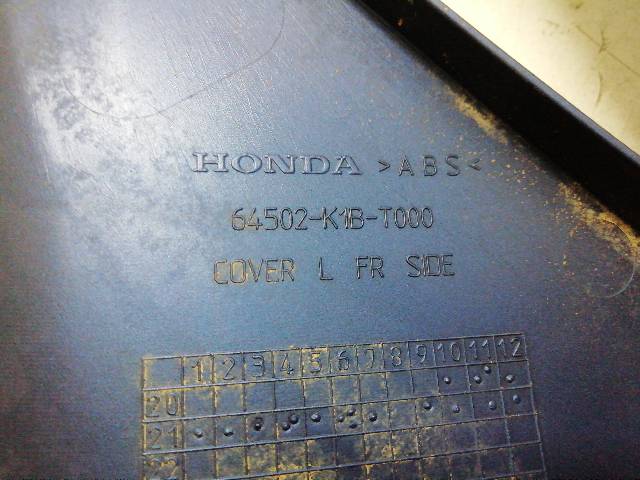 HONDA >ABS<
64502-K1B-T000
COVER L FR SIDE
1 2 3 4 5 6 7 8 9 10 11 12
20
21